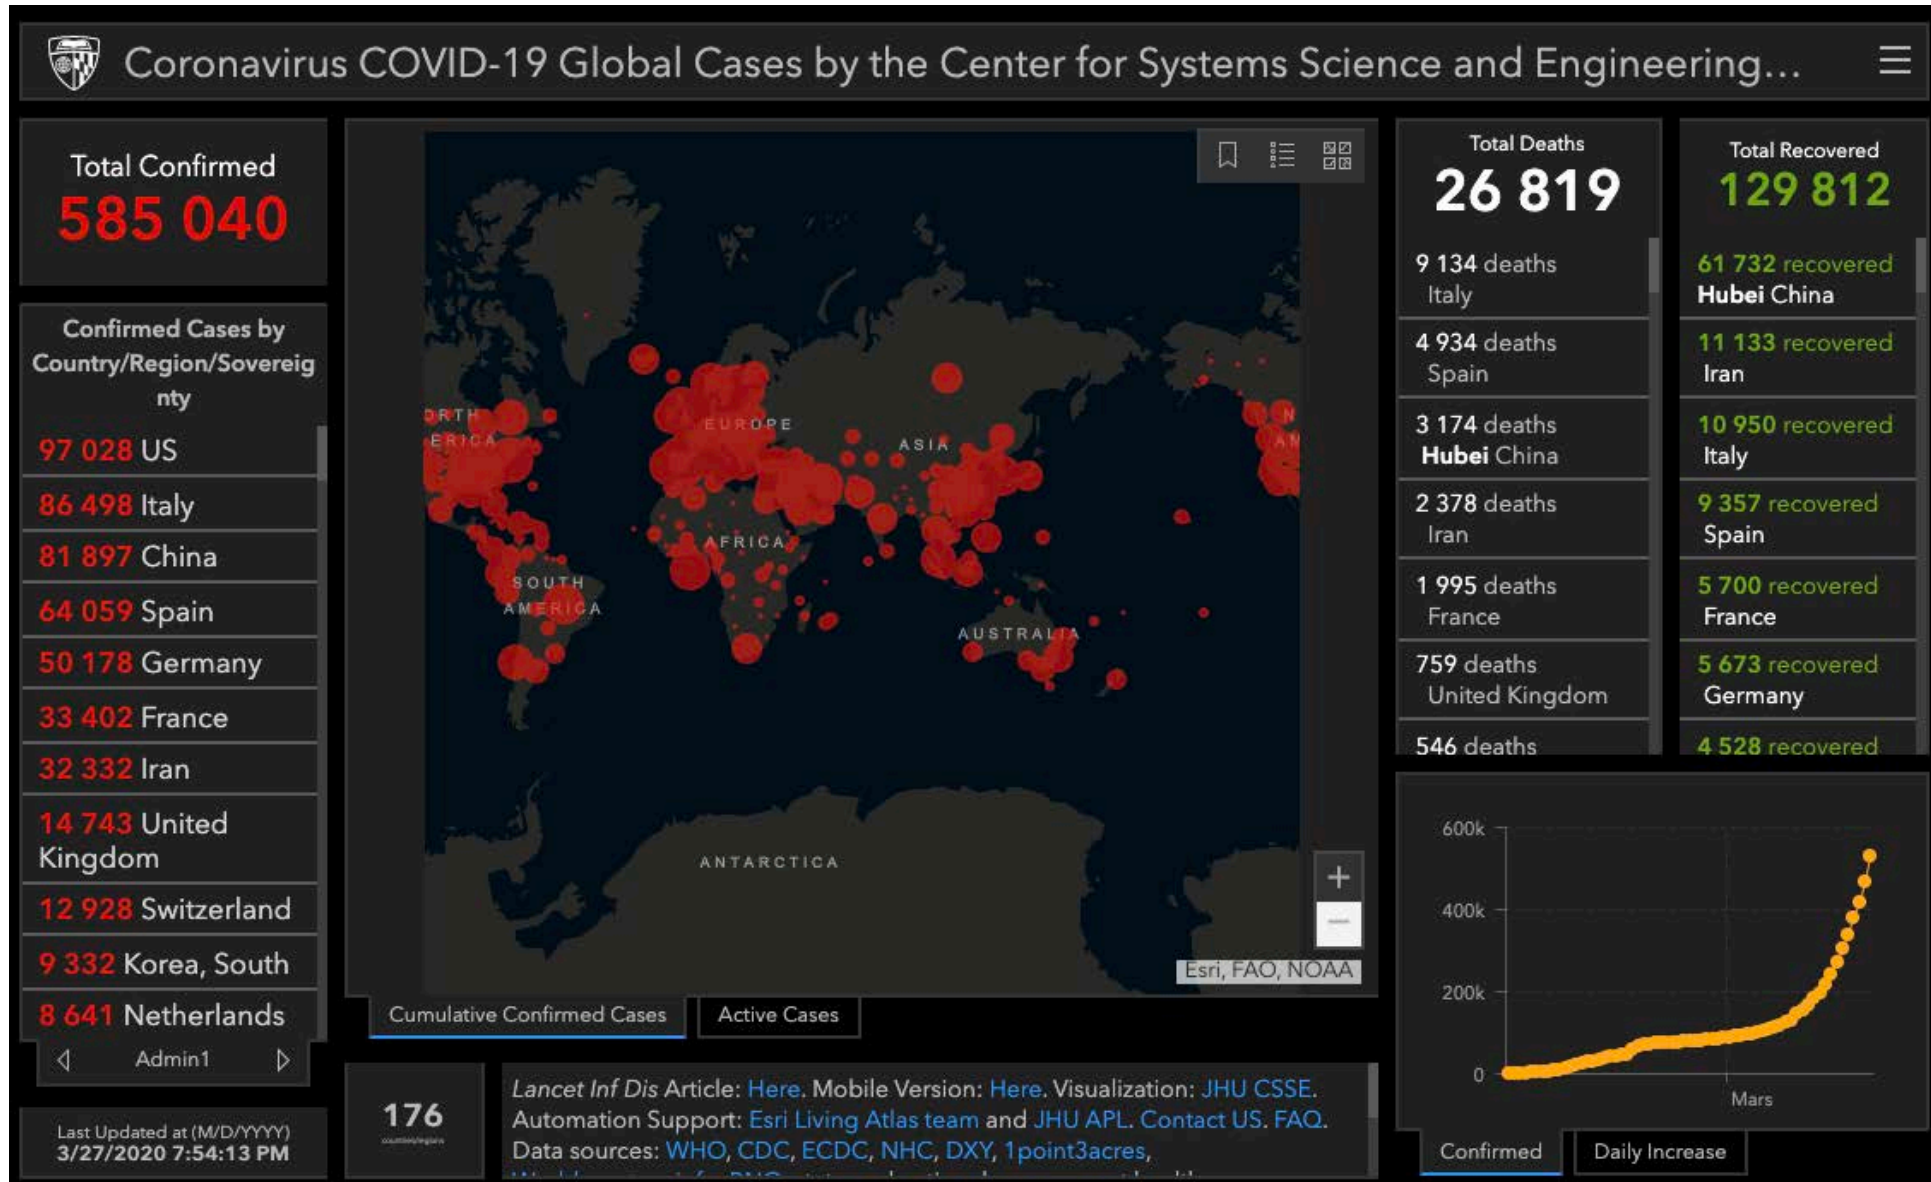 Coronavirus COVID-19 Global Cases by the Center for Systems Science and Engineering...
Total Confirmed
585 040
Confirmed Cases by
Country/Region/Sovereig
nty
97 028 US
86 498 Italy
81 897 China
64 059 Spain
50 178 Germany
33 402 France
32 332 Iran
14 743 United
Kingdom
12 928 Switzerland
9 332 Korea, South
8 641 Netherlands
Admin1
Last Updated at (M/D/YYYY)
3/27/2020 7:54:13 PM
ORTH
ERICA
EUROPE
ASIA
N
AM
AFRICA
SOUTH
AMERICA
AUSTRALIA
ANTARCTICA
Esri, FAO, NOAA
Cumulative Confirmed Cases
Active Cases
176
countries/regions
Lancet Inf Dis Article: Here. Mobile Version: Here. Visualization: JHU CSSE.
Automation Support: Esri Living Atlas team and JHU APL. Contact US. FAQ.
Data sources: WHO, CDC, ECDC, NHC, DXY, 1point3acres,
Total Deaths
26 819
9 134 deaths
Italy
4 934 deaths
Spain
3 174 deaths
Hubei China
2 378 deaths
Iran
1 995 deaths
France
759 deaths
United Kingdom
546 deaths
Total Recovered
129 812
61 732 recovered
Hubei China
11 133 recovered
Iran
10 950 recovered
Italy
9 357 recovered
Spain
5 700 recovered
France
5 673 recovered
Germany
4 528 recovered
600k
400k
200k
0
Mars
Confirmed
Daily Increase